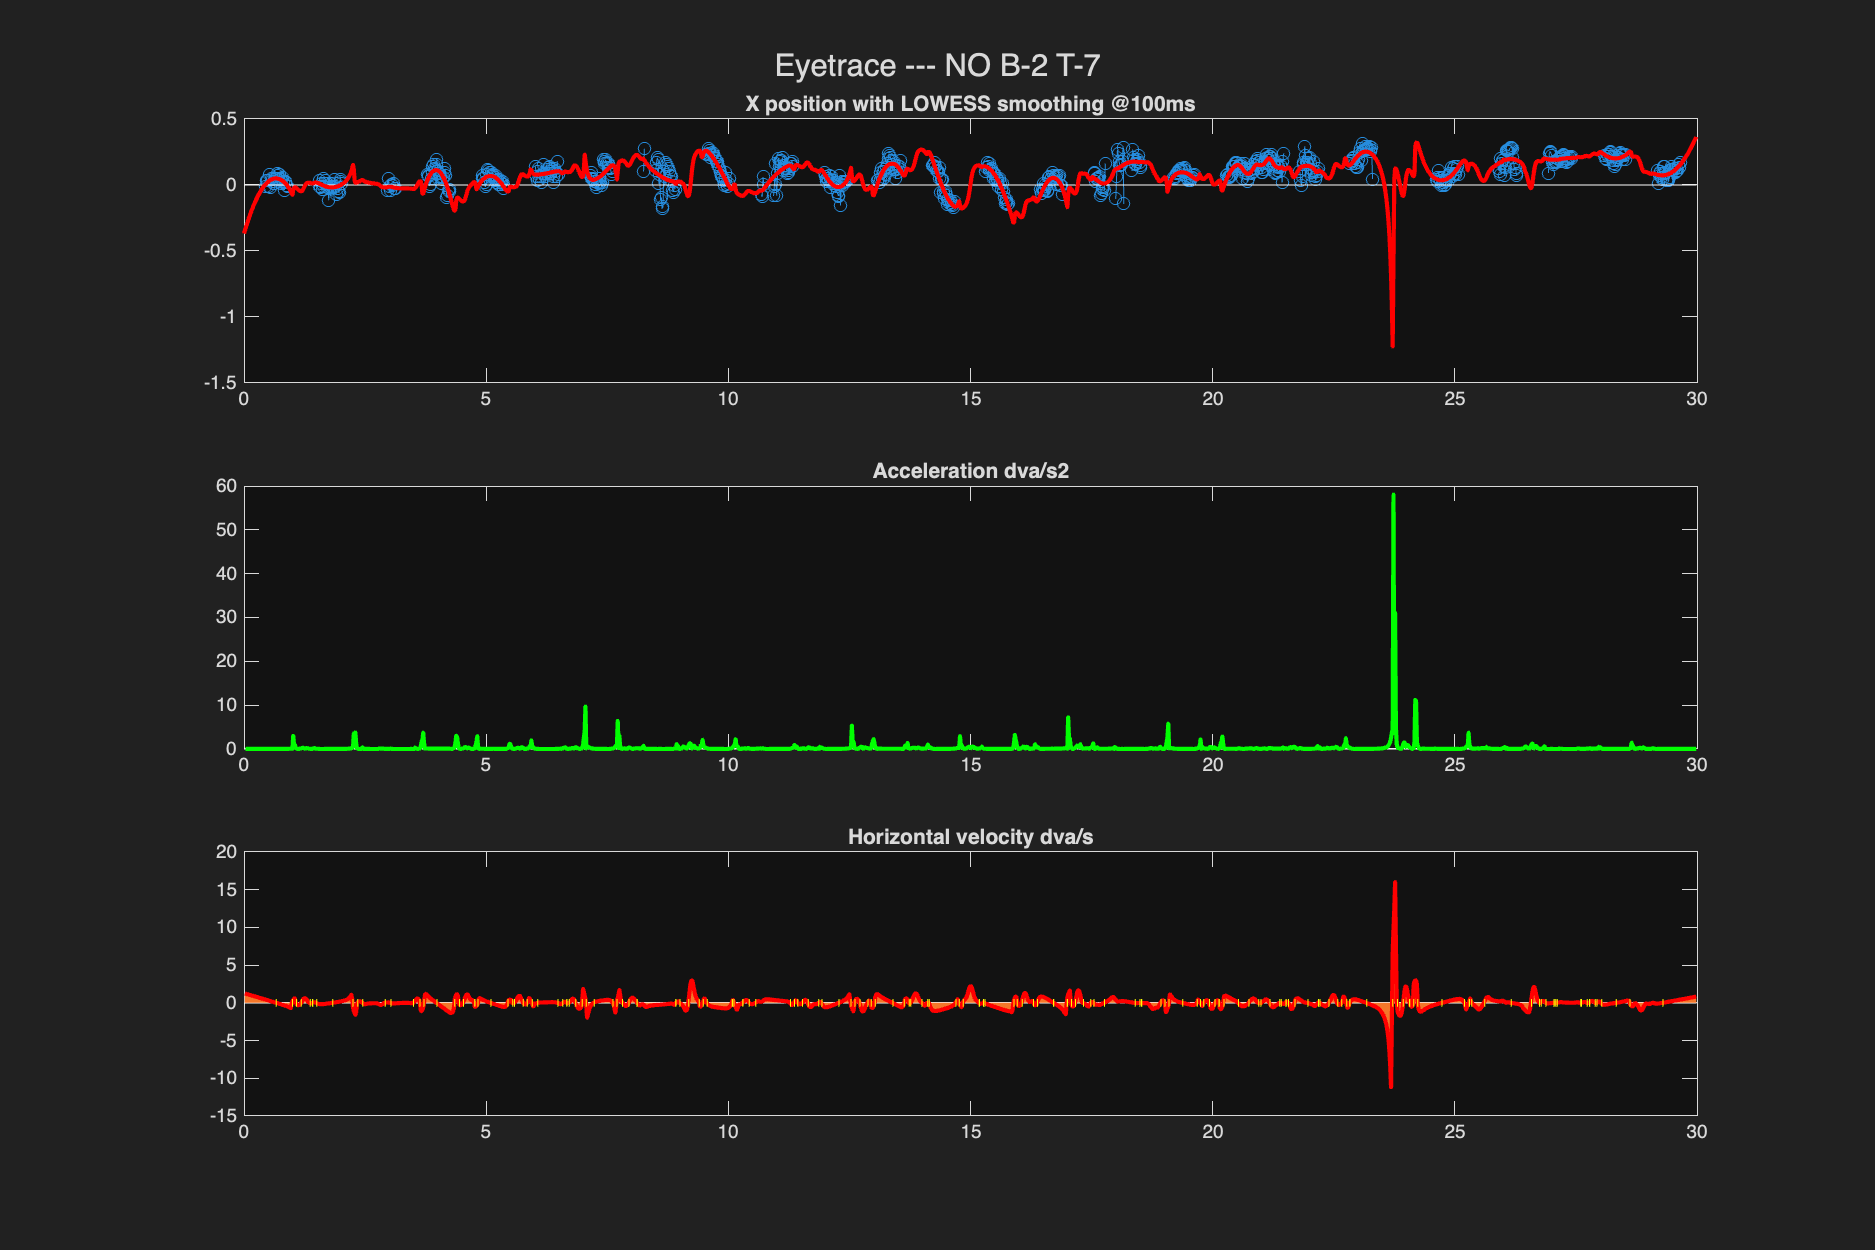 Eyetrace --- NO B-2 T-7
X position with LOWESS smoothing @100ms
0.5
0
-0.5
-1
-1.5
0 5 10 15 20 25 30
Acceleration dva/s2
60
50
40
30
20
10
0
0 5 10 15 20 25 30
Horizontal velocity dva/s
20
15
10
5
0
-5
-10
-15
0 5 10 15 20 25 30